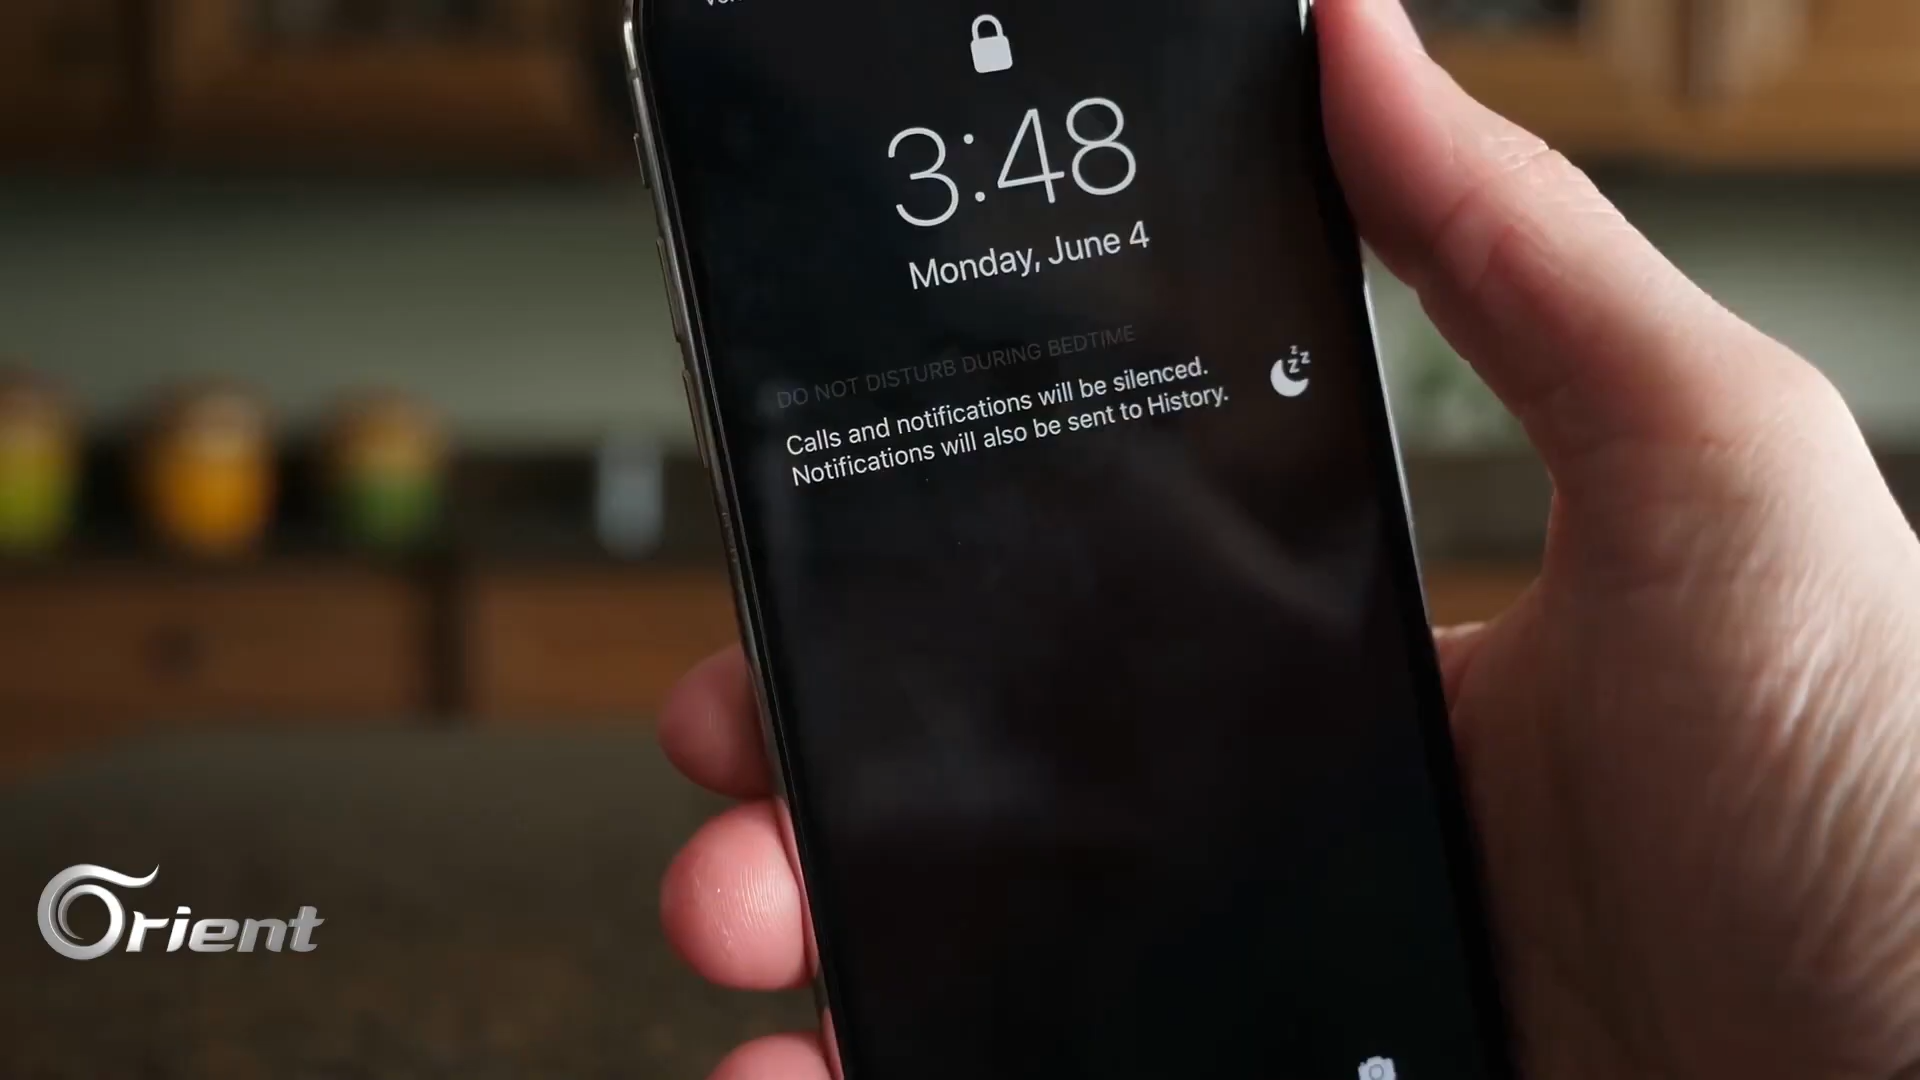 3:48
Monday, June 4
DO NOT DISTURB DURING BEDTIME
Calls and notifications will be silenced.
Notifications will also be sent to History.
Orient